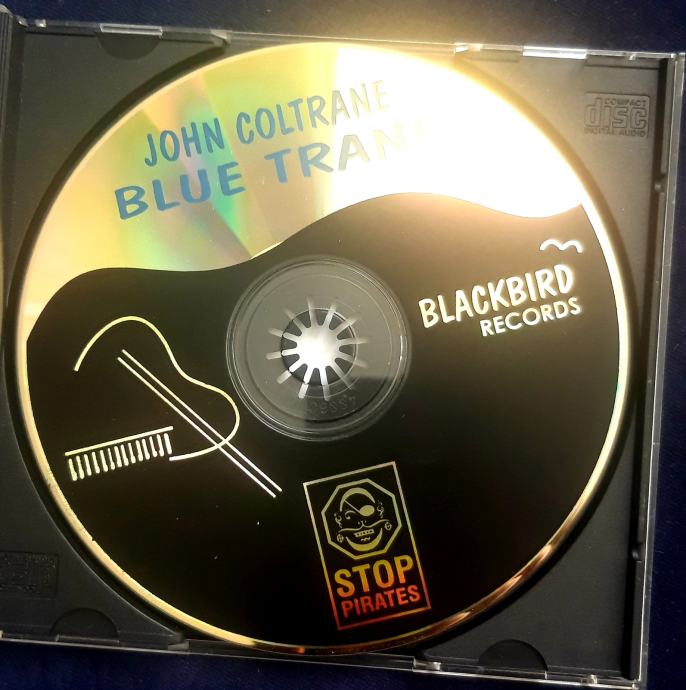 JOHN COLTRANE
BLUE TRAN
COMPACT
disc
DIGITAL AUDIO
BLACKBIRD
RECORDS
STOP
PIRATES